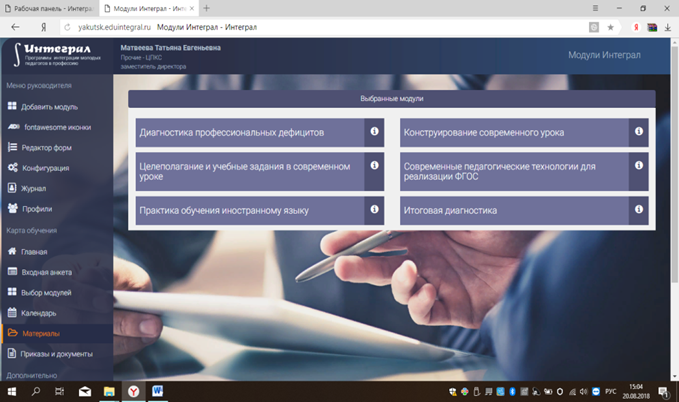 Рабочая панель - Интеграл
Модули Интеграл - Инте
yakutsk.eduintegral.ru Модули Интеграл - Интеграл
Интеграл
Программы интеграции молодых
педагогов в профессию
Матвеева Татьяна Евгеньевна
Прочие - ЦПКС
заместитель директора
Модули Интеграл
Меню руководителя
Добавить модуль
fontawesome иконки
Редактор форм
Конфигурация
Журнал
Профили
Карта обучения
Главная
Входная анкета
Выбор модулей
Календарь
Материалы
Приказы и документы
Дополнительно
Выбранные модули
Диагностика профессиональных дефицитов
Конструирование современного урока
Целеполагание и учебные задания в современном
уроке
Современные педагогические технологии для
реализации ФГОС
Практика обучения иностранному языку
Итоговая диагностика
РУС
15:04
20.08.2018